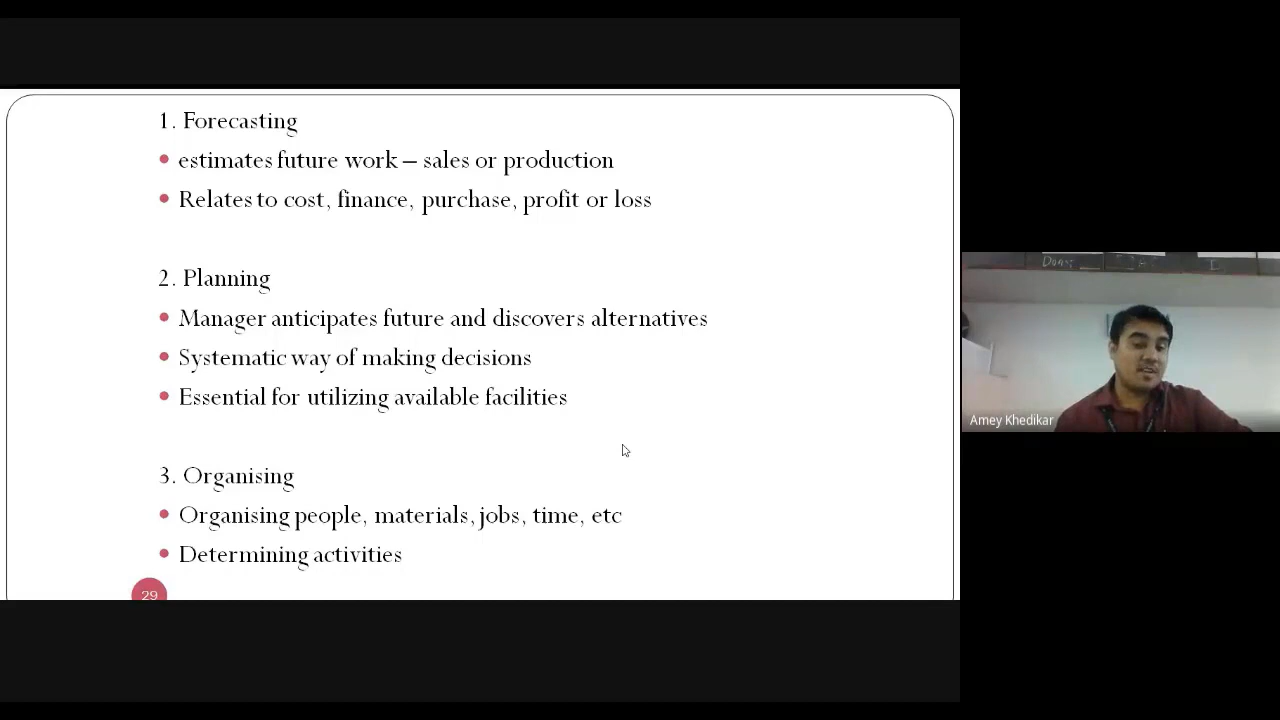 1. Forecasting
• estimates future work – sales or production
• Relates to cost, finance, purchase, profit or loss
2. Planning
• Manager anticipates future and discovers alternatives
• Systematic way of making decisions
• Essential for utilizing available facilities
3. Organising
• Organising people, materials, jobs, time, etc
• Determining activities
29
Amey Khedikar